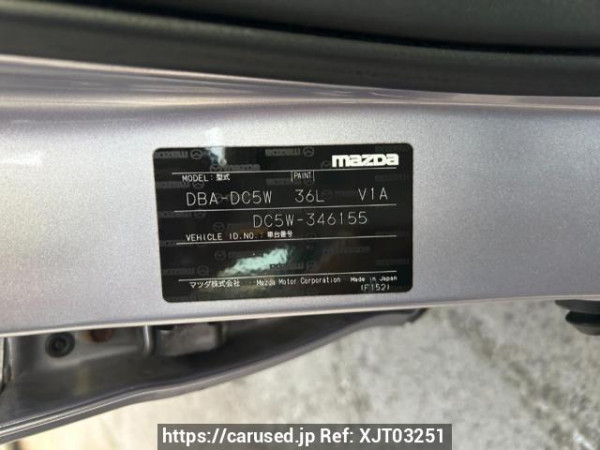 mazda
MODEL: 型式 [PAINT]
DBA-DC5W 36L V1A
DC5W-346155
VEHICLE ID.NO.: 車台番号
マツダ株式会社 Mazda Motor Corporation Made in Japan
(F152)
https://carused.jp Ref: XJT03251